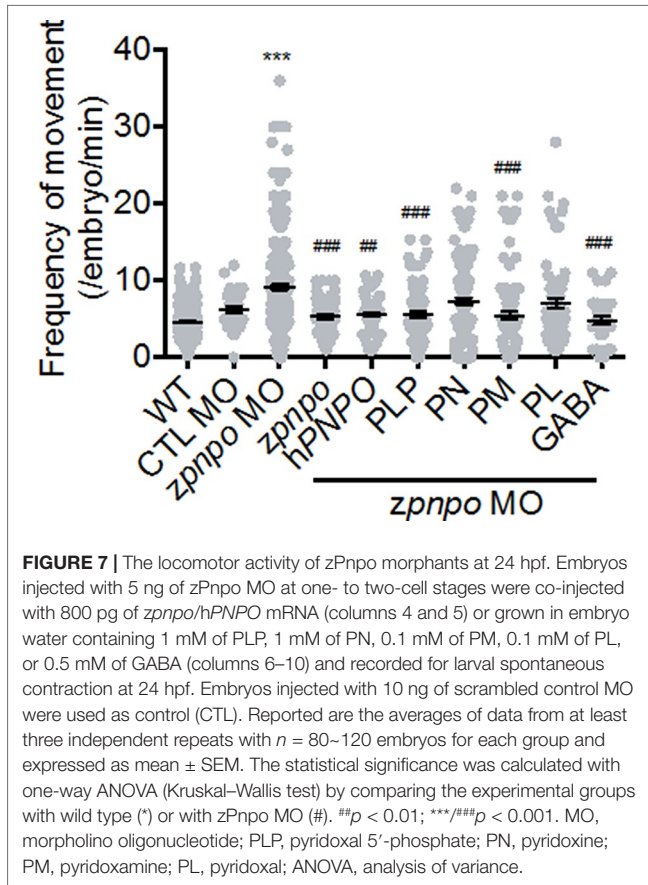 40
30
20
10
0
Frequency of movement
(/embryo/min)
***
###
##
###
###
###
WT
CTL MO
zpnpo MO
zpnpo
hPNPO
PLP
PN
PM
PL
GABA
zpnpo MO
FIGURE 7 | The locomotor activity of zPnpo morphants at 24 hpf. Embryos
injected with 5 ng of zPnpo MO at one- to two-cell stages were co-injected
with 800 pg of zpnpo/hPNPO mRNA (columns 4 and 5) or grown in embryo
water containing 1 mM of PLP, 1 mM of PN, 0.1 mM of PM, 0.1 mM of PL,
or 0.5 mM of GABA (columns 6–10) and recorded for larval spontaneous
contraction at 24 hpf. Embryos injected with 10 ng of scrambled control MO
were used as control (CTL). Reported are the averages of data from at least
three independent repeats with n = 80~120 embryos for each group and
expressed as mean ± SEM. The statistical significance was calculated with
one-way ANOVA (Kruskal–Wallis test) by comparing the experimental groups
with wild type (*) or with zPnpo MO (#). ##p < 0.01; ***/###p < 0.001. MO,
morpholino oligonucleotide; PLP, pyridoxal 5′-phosphate; PN, pyridoxine;
PM, pyridoxamine; PL, pyridoxal; ANOVA, analysis of variance.